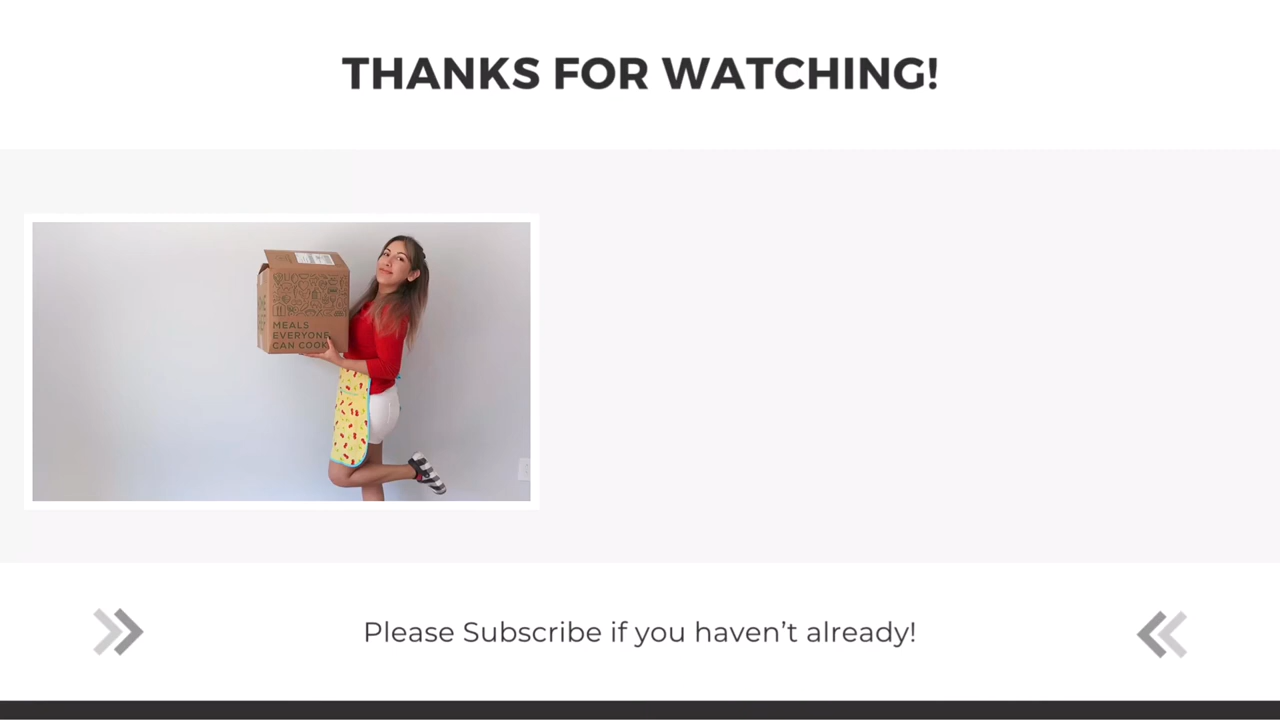 THANKS FOR WATCHING!
MEALS
EVERYONE
CAN COOK
Please Subscribe if you haven't already!